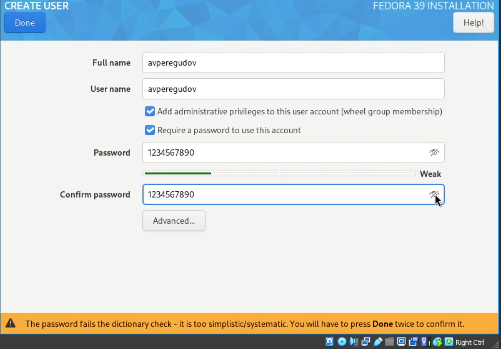 CREATE USER
FEDORA 39 INSTALLATION
Done
Help!
Full name
avperegudov
User name
avperegudov
Add administrative privileges to this user account (wheel group membership)
Require a password to use this account
Password
1234567890
Weak
Confirm password
1234567890
Advanced...
The password fails the dictionary check - it is too simplistic/systematic. You will have to press Done twice to confirm it.
Right Ctrl